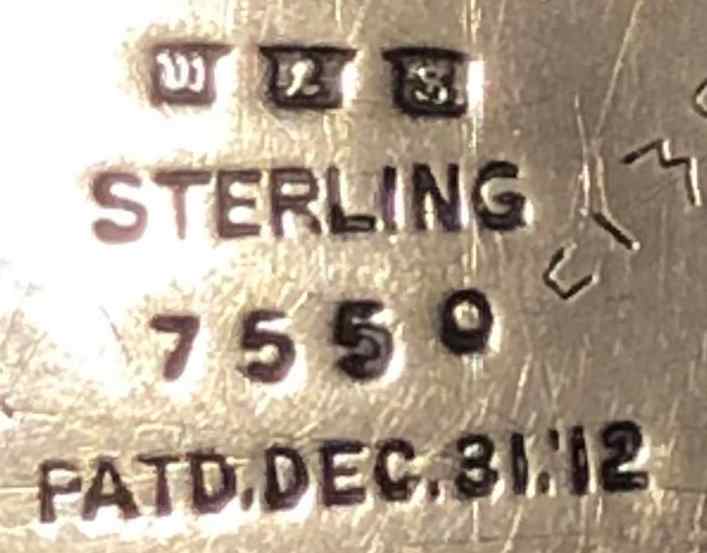 STERLING
7550
PATD. DEC. 31. '12